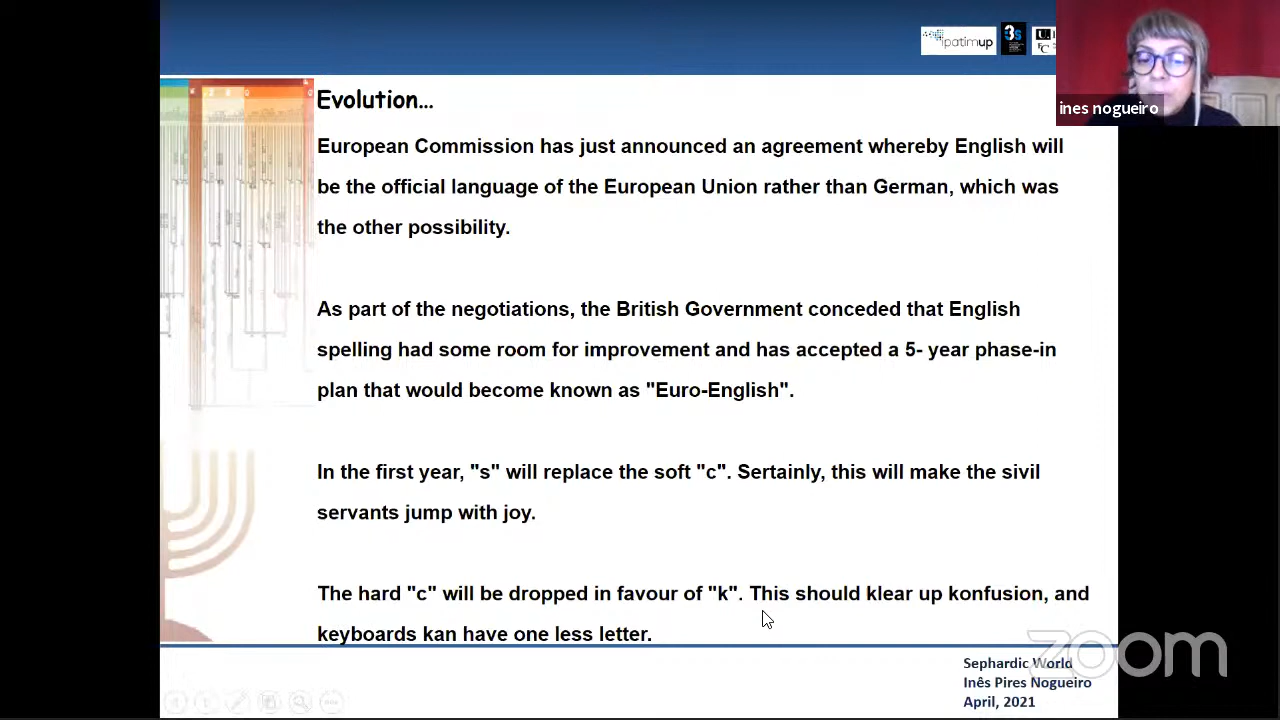 ipatimup
ines nogueiro
Evolution...
European Commission has just announced an agreement whereby English will
be the official language of the European Union rather than German, which was
the other possibility.
As part of the negotiations, the British Government conceded that English
spelling had some room for improvement and has accepted a 5- year phase-in
plan that would become known as "Euro-English".
In the first year, "s" will replace the soft "c". Sertainly, this will make the sivil
servants jump with joy.
The hard "c" will be dropped in favour of "k". This should klear up konfusion, and
keyboards kan have one less letter.
zoom
Sephardic World
Inês Pires Nogueiro
April, 2021